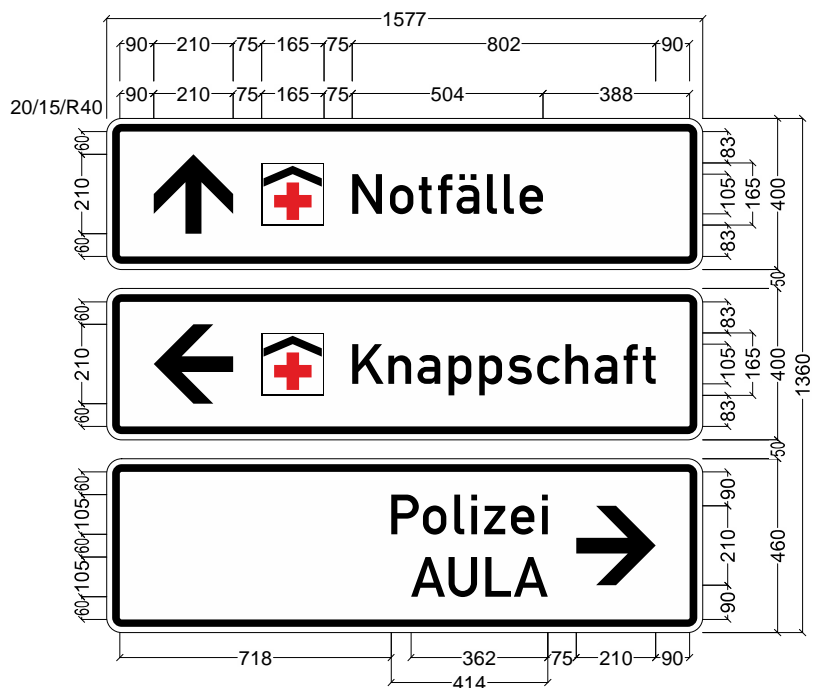 1577
90 210 75 165 75 802 90
90 210 75 165 75 504 388
20/15/R40
60 210 60
Notfälle
83 105 83 165 400
50
60 210 60
Knappschaft
83 105 83 165 400
1360
50
60 105 60 105 60
Polizei
AULA
90 210 90 460
718 362 75 210 90
414